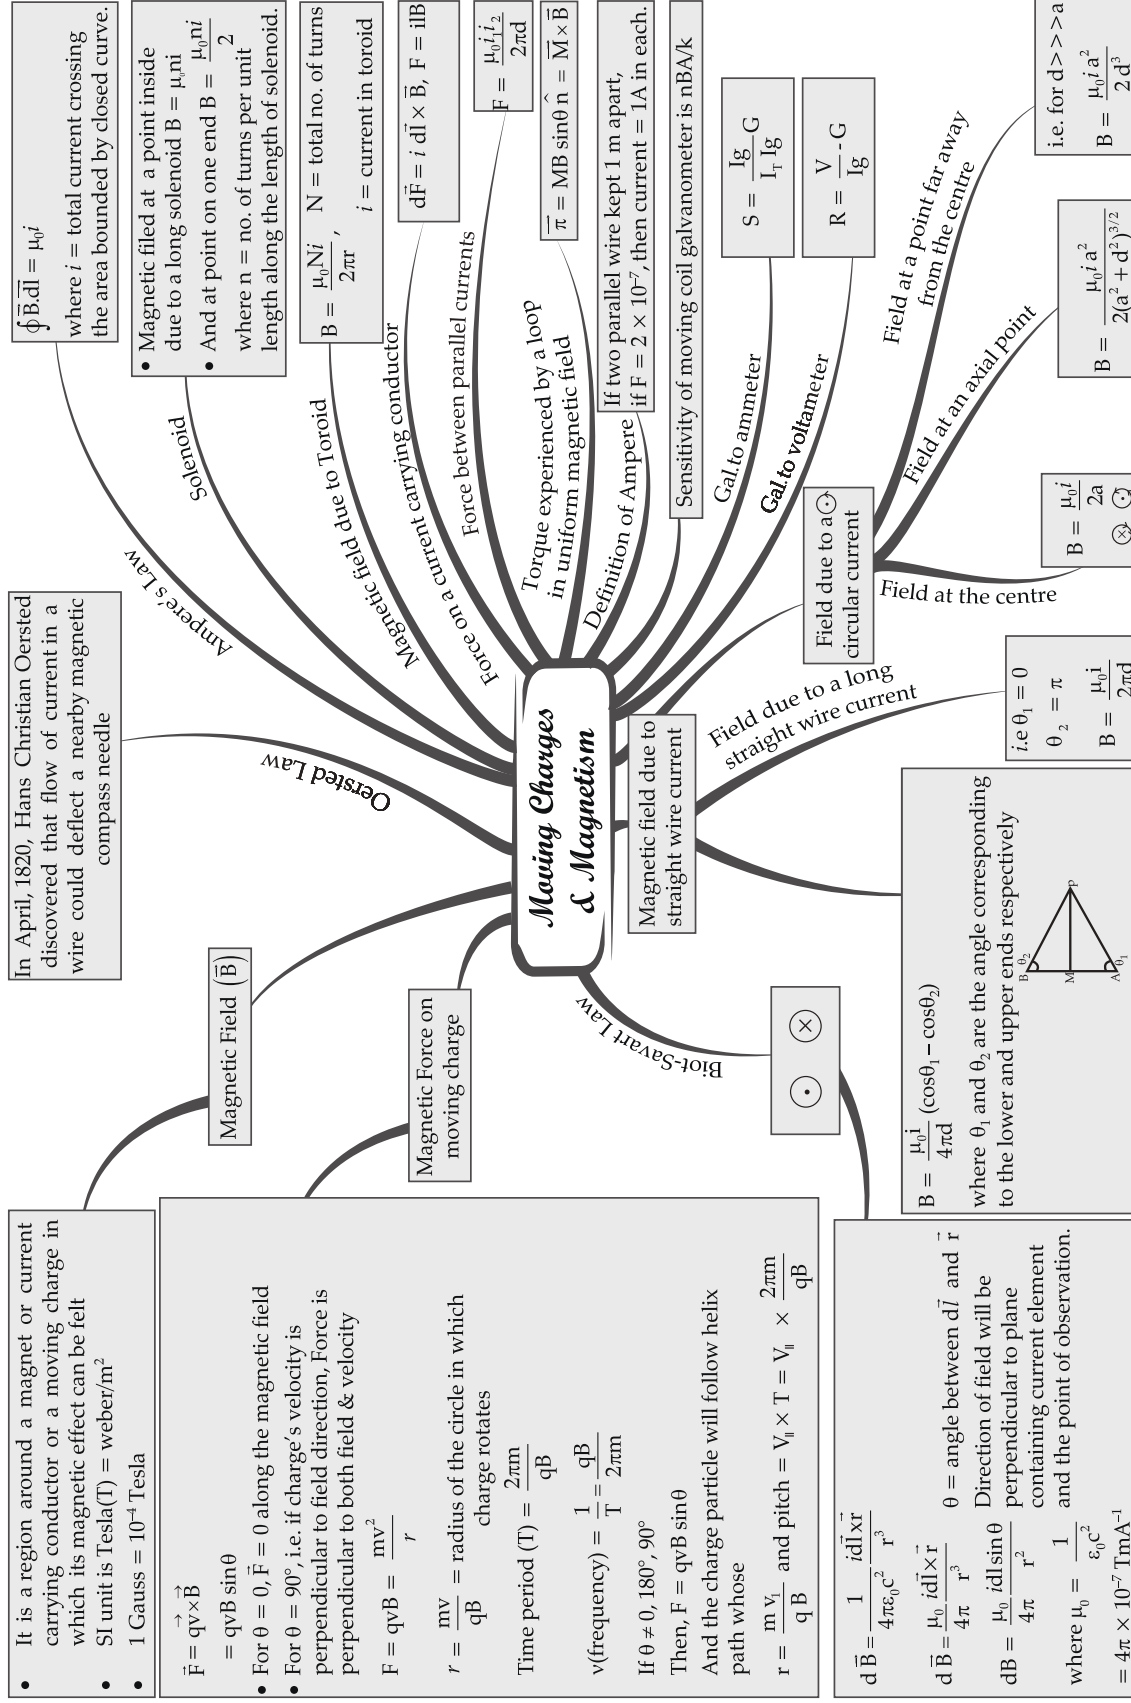 Moving Charges
& Magnetism
Magnetic Field (B⃗)
• It is a region around a magnet or current
carrying conductor or a moving charge in
which its magnetic effect can be felt
• SI unit is Tesla(T) = weber/m²
• 1 Gauss = 10⁻⁴ Tesla
Magnetic Force on
moving charge
F⃗ = qv⃗×B⃗
= qvB sinθ
• For θ = 0, F⃗ = 0 along the magnetic field
• For θ = 90°, i.e. if charge's velocity is
perpendicular to field direction, Force is
perpendicular to both field & velocity
F = qvB = mv²/r
r = mv/qB = radius of the circle in which
charge rotates
Time period (T) = 2πm/qB
ν(frequency) = 1/T = qB/2πm
If θ ≠ 0, 180°, 90°
Then, F = qvB sinθ
And the charge particle will follow helix
path whose
r = m v⊥/q B and pitch = V∥ × T = V∥ × 2πm/qB
Oersted Law
In April, 1820, Hans Christian Oersted
discovered that flow of current in a
wire could deflect a nearby magnetic
compass needle
Ampere's Law
∮B⃗.dl⃗ = μ₀i
where i = total current crossing
the area bounded by closed curve.
Solenoid
• Magnetic filed at a point inside
due to a long solenoid B = μ₀ni
• And at point on one end B = μ₀ni/2
where n = no. of turns per unit
length along the length of solenoid.
Magnetic field due to Toroid
B = μ₀Ni/2πr , N = total no. of turns
i = current in toroid
Force on a current carrying conductor
dF⃗ = i dl⃗ × B⃗, F = ilB
Force between parallel currents
F = μ₀i₁i₂/2πd
Torque experienced by a loop
in uniform magnetic field
π⃗ = MB sinθ n̂ = M⃗×B⃗
Definition of Ampere
If two parallel wire kept 1 m apart,
if F = 2 × 10⁻⁷, then current = 1A in each.
Sensitivity of moving coil galvanometer is nBA/k
Gal.to ammeter
S = Ig/I_T Ig G
Gal.to voltameter
R = V/Ig - G
Field due to a ⊙
circular current
Field at a point far away
from the centre
i.e. for d>>>a
B = μ₀i a²/2 d³
Field at an axial point
B = μ₀i a²/2(a² + d²)^3/2
Field at the centre
B = μ₀i/2a
⊗ ⊙
Magnetic field due to
straight wire current
Field due to a long
straight wire current
i.e θ₁ = 0
θ₂ = π
B = μ₀i/2πd
B = μ₀i/4πd (cosθ₁ – cosθ₂)
where θ₁ and θ₂ are the angle corresponding
to the lower and upper ends respectively
B θ₂
M
P
A θ₁
Biot-Savart Law
⊙ ⊗
dB⃗ = 1/4πε₀c² idl⃗×r⃗/r³
dB⃗ = μ₀/4π idl⃗×r⃗/r³
dB = μ₀/4π idlsinθ/r²
where μ₀ = 1/ε₀c²
= 4π × 10⁻⁷ TmA⁻¹
θ = angle between dl⃗ and r⃗
Direction of field will be
perpendicular to plane
containing current element
and the point of observation.